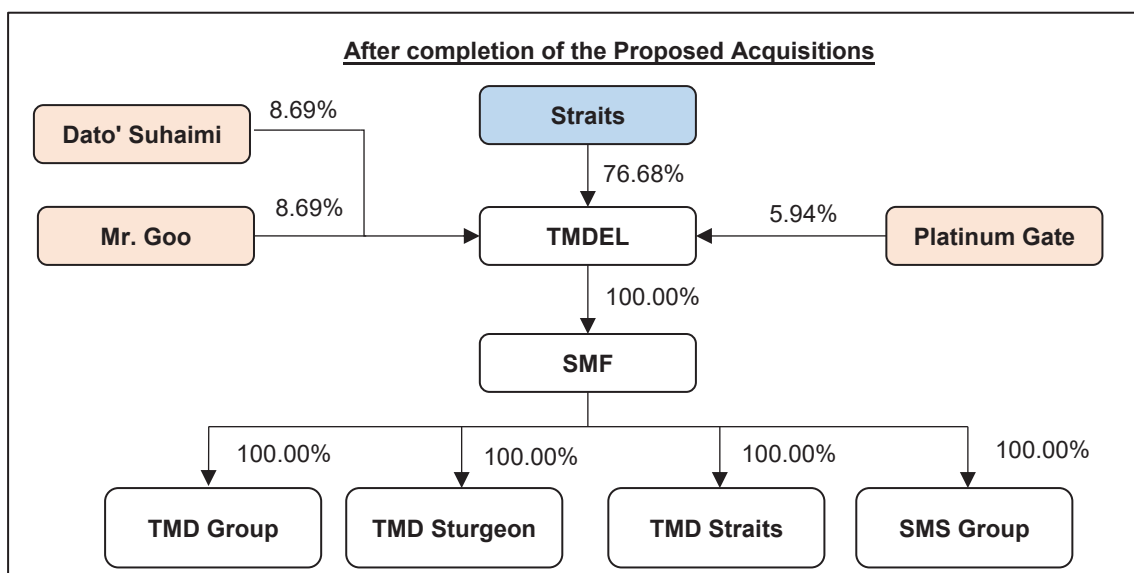 After completion of the Proposed Acquisitions
Dato' Suhaimi
8.69%
Straits
76.68%
Mr. Goo
8.69%
TMDEL
5.94%
Platinum Gate
100.00%
SMF
100.00%
100.00%
100.00%
100.00%
TMD Group
TMD Sturgeon
TMD Straits
SMS Group